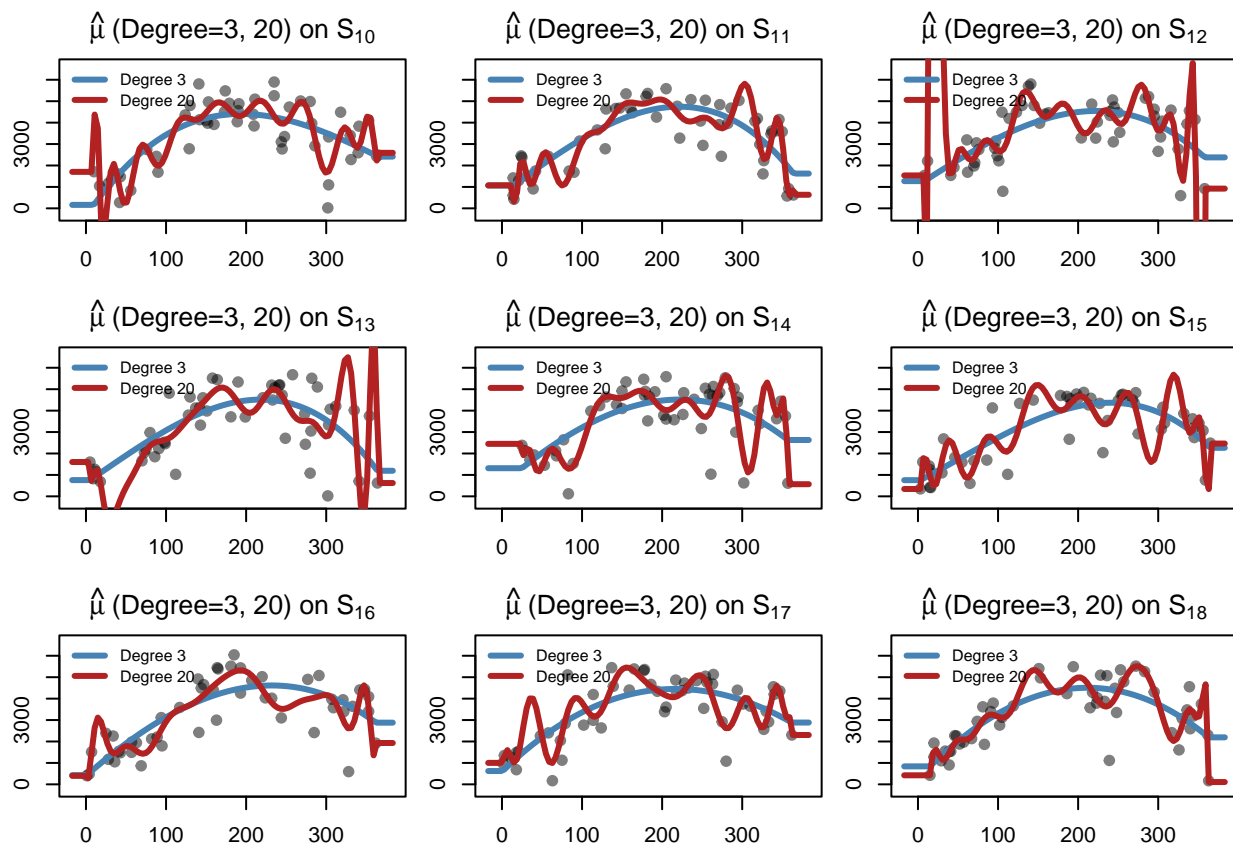 μ̂ (Degree=3, 20) on S₁₀
Degree 3
Degree 20
0 3000
0 100 200 300
μ̂ (Degree=3, 20) on S₁₁
Degree 3
Degree 20
0 3000
0 100 200 300
μ̂ (Degree=3, 20) on S₁₂
Degree 3
Degree 20
0 3000
0 100 200 300
μ̂ (Degree=3, 20) on S₁₃
Degree 3
Degree 20
0 3000
0 100 200 300
μ̂ (Degree=3, 20) on S₁₄
Degree 3
Degree 20
0 3000
0 100 200 300
μ̂ (Degree=3, 20) on S₁₅
Degree 3
Degree 20
0 3000
0 100 200 300
μ̂ (Degree=3, 20) on S₁₆
Degree 3
Degree 20
0 3000
0 100 200 300
μ̂ (Degree=3, 20) on S₁₇
Degree 3
Degree 20
0 3000
0 100 200 300
μ̂ (Degree=3, 20) on S₁₈
Degree 3
Degree 20
0 3000
0 100 200 300